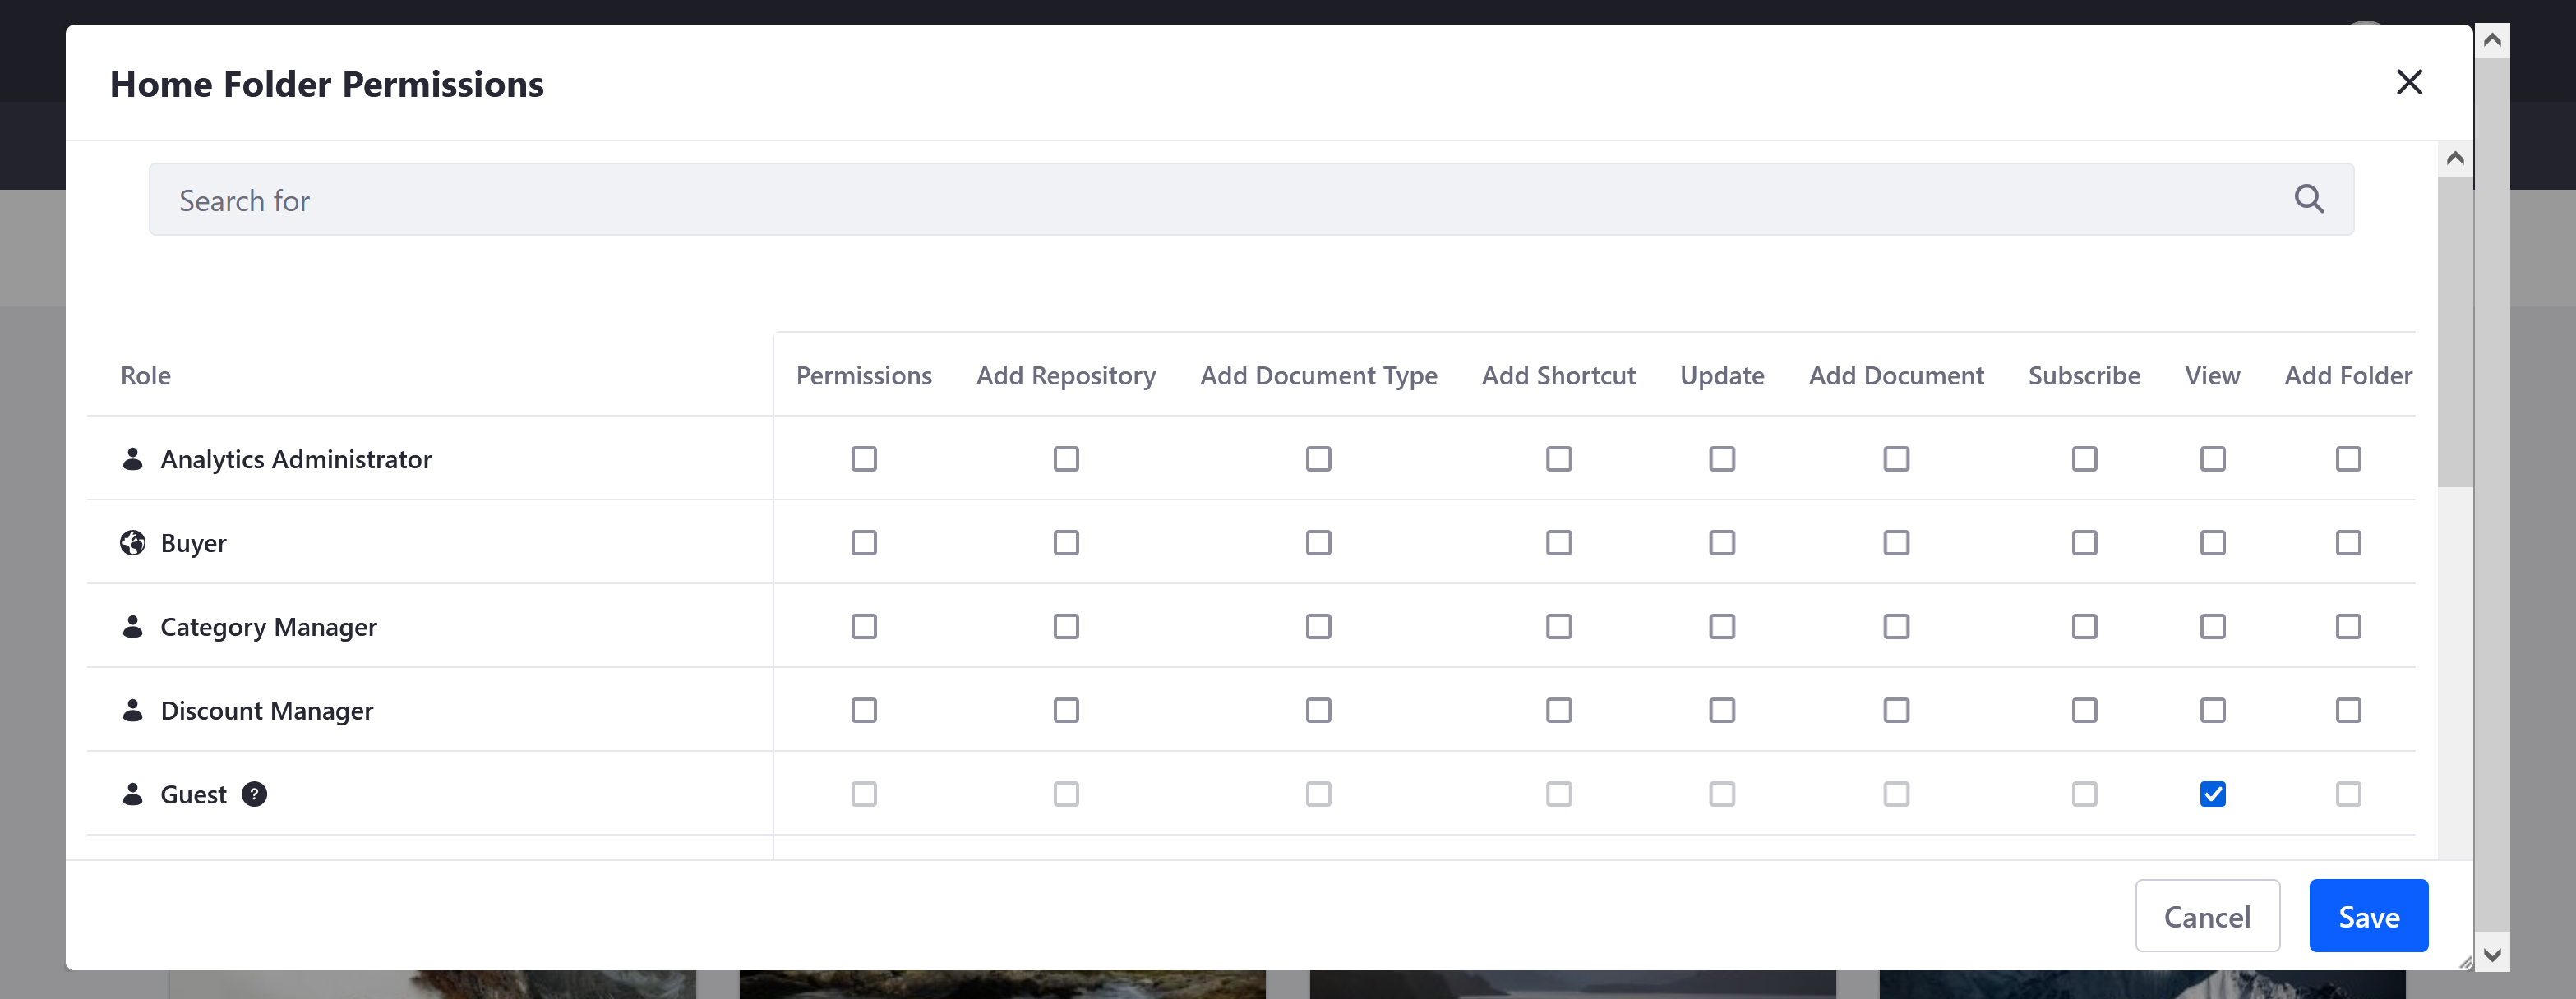 Home Folder Permissions
Search for
Role Permissions Add Repository Add Document Type Add Shortcut Update Add Document Subscribe View Add Folder
Analytics Administrator
Buyer
Category Manager
Discount Manager
Guest ?
Cancel Save